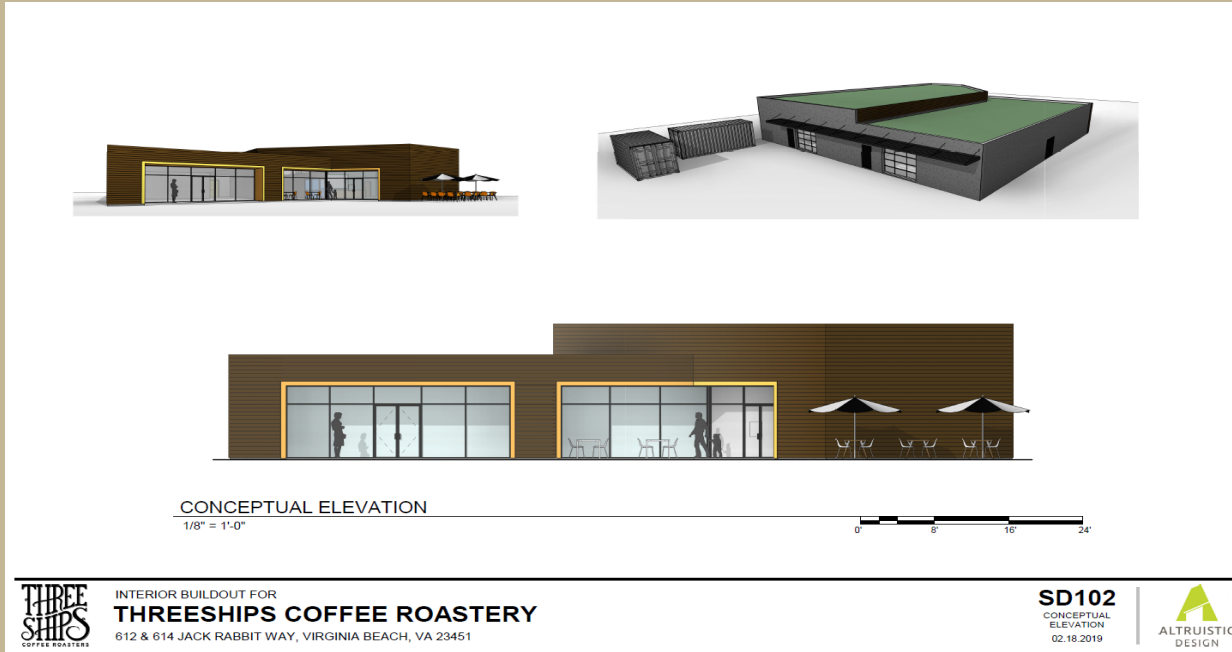 CONCEPTUAL ELEVATION
1/8" = 1'-0"
0' 8' 16' 24'
THREE
SHIPS
COFFEE ROASTERS
INTERIOR BUILDOUT FOR
THREESHIPS COFFEE ROASTERY
612 & 614 JACK RABBIT WAY, VIRGINIA BEACH, VA 23451
SD102
CONCEPTUAL
ELEVATION
02.18.2019
ALTRUISTIC
DESIGN